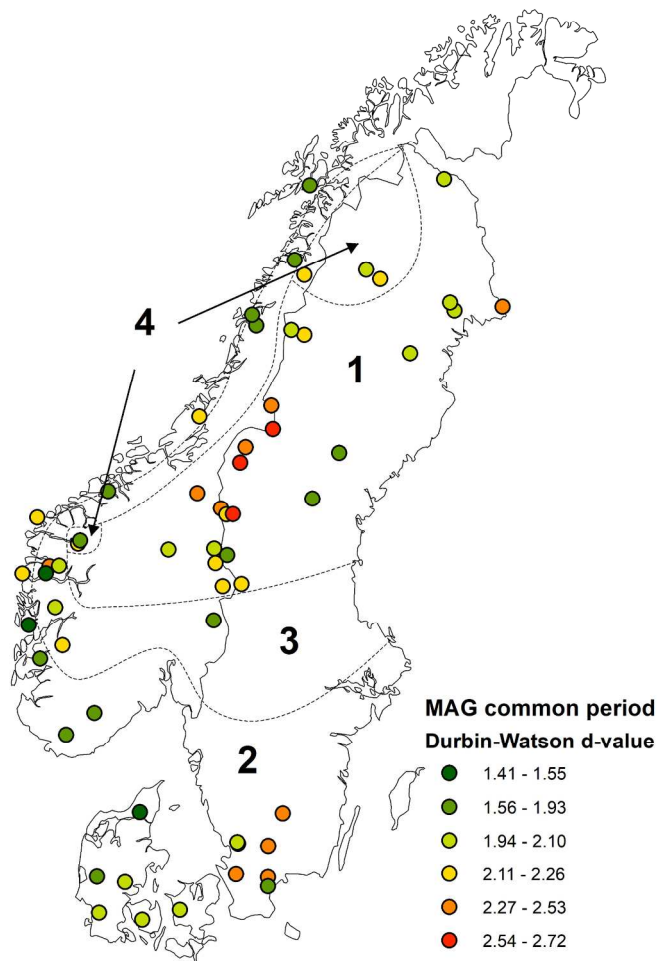 4
1
3
2
MAG common period
Durbin-Watson d-value
1.41 - 1.55
1.56 - 1.93
1.94 - 2.10
2.11 - 2.26
2.27 - 2.53
2.54 - 2.72